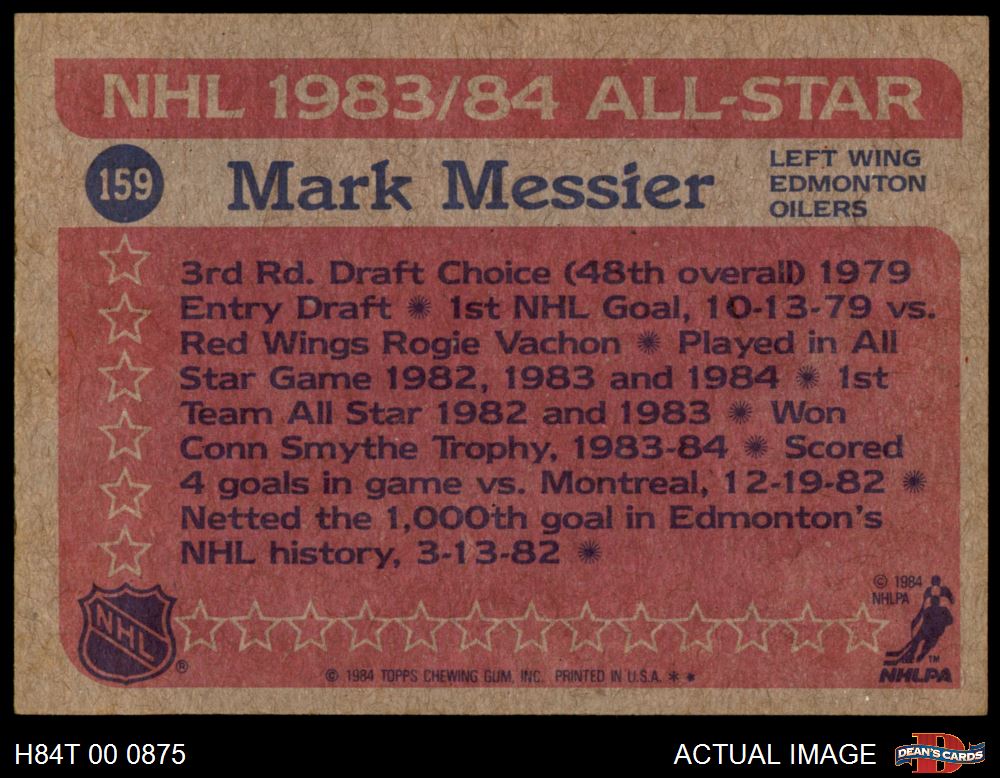 NHL 1983/84 ALL-STAR
159
Mark Messier
LEFT WING
EDMONTON
OILERS
3rd Rd. Draft Choice (48th overall) 1979
Entry Draft ✺ 1st NHL Goal, 10-13-79 vs.
Red Wings Rogie Vachon ✺ Played in All
Star Game 1982, 1983 and 1984 ✺ 1st
Team All Star 1982 and 1983 ✺ Won
Conn Smythe Trophy, 1983-84 ✺ Scored
4 goals in game vs. Montreal, 12-19-82 ✺
Netted the 1,000th goal in Edmonton's
NHL history, 3-13-82 ✺
© 1984
NHLPA
NHL ®
TM
NHLPA
© 1984 TOPPS CHEWING GUM, INC. PRINTED IN U.S.A. * *
H84T 00 0875
ACTUAL IMAGE
D
DEAN'S CARDS